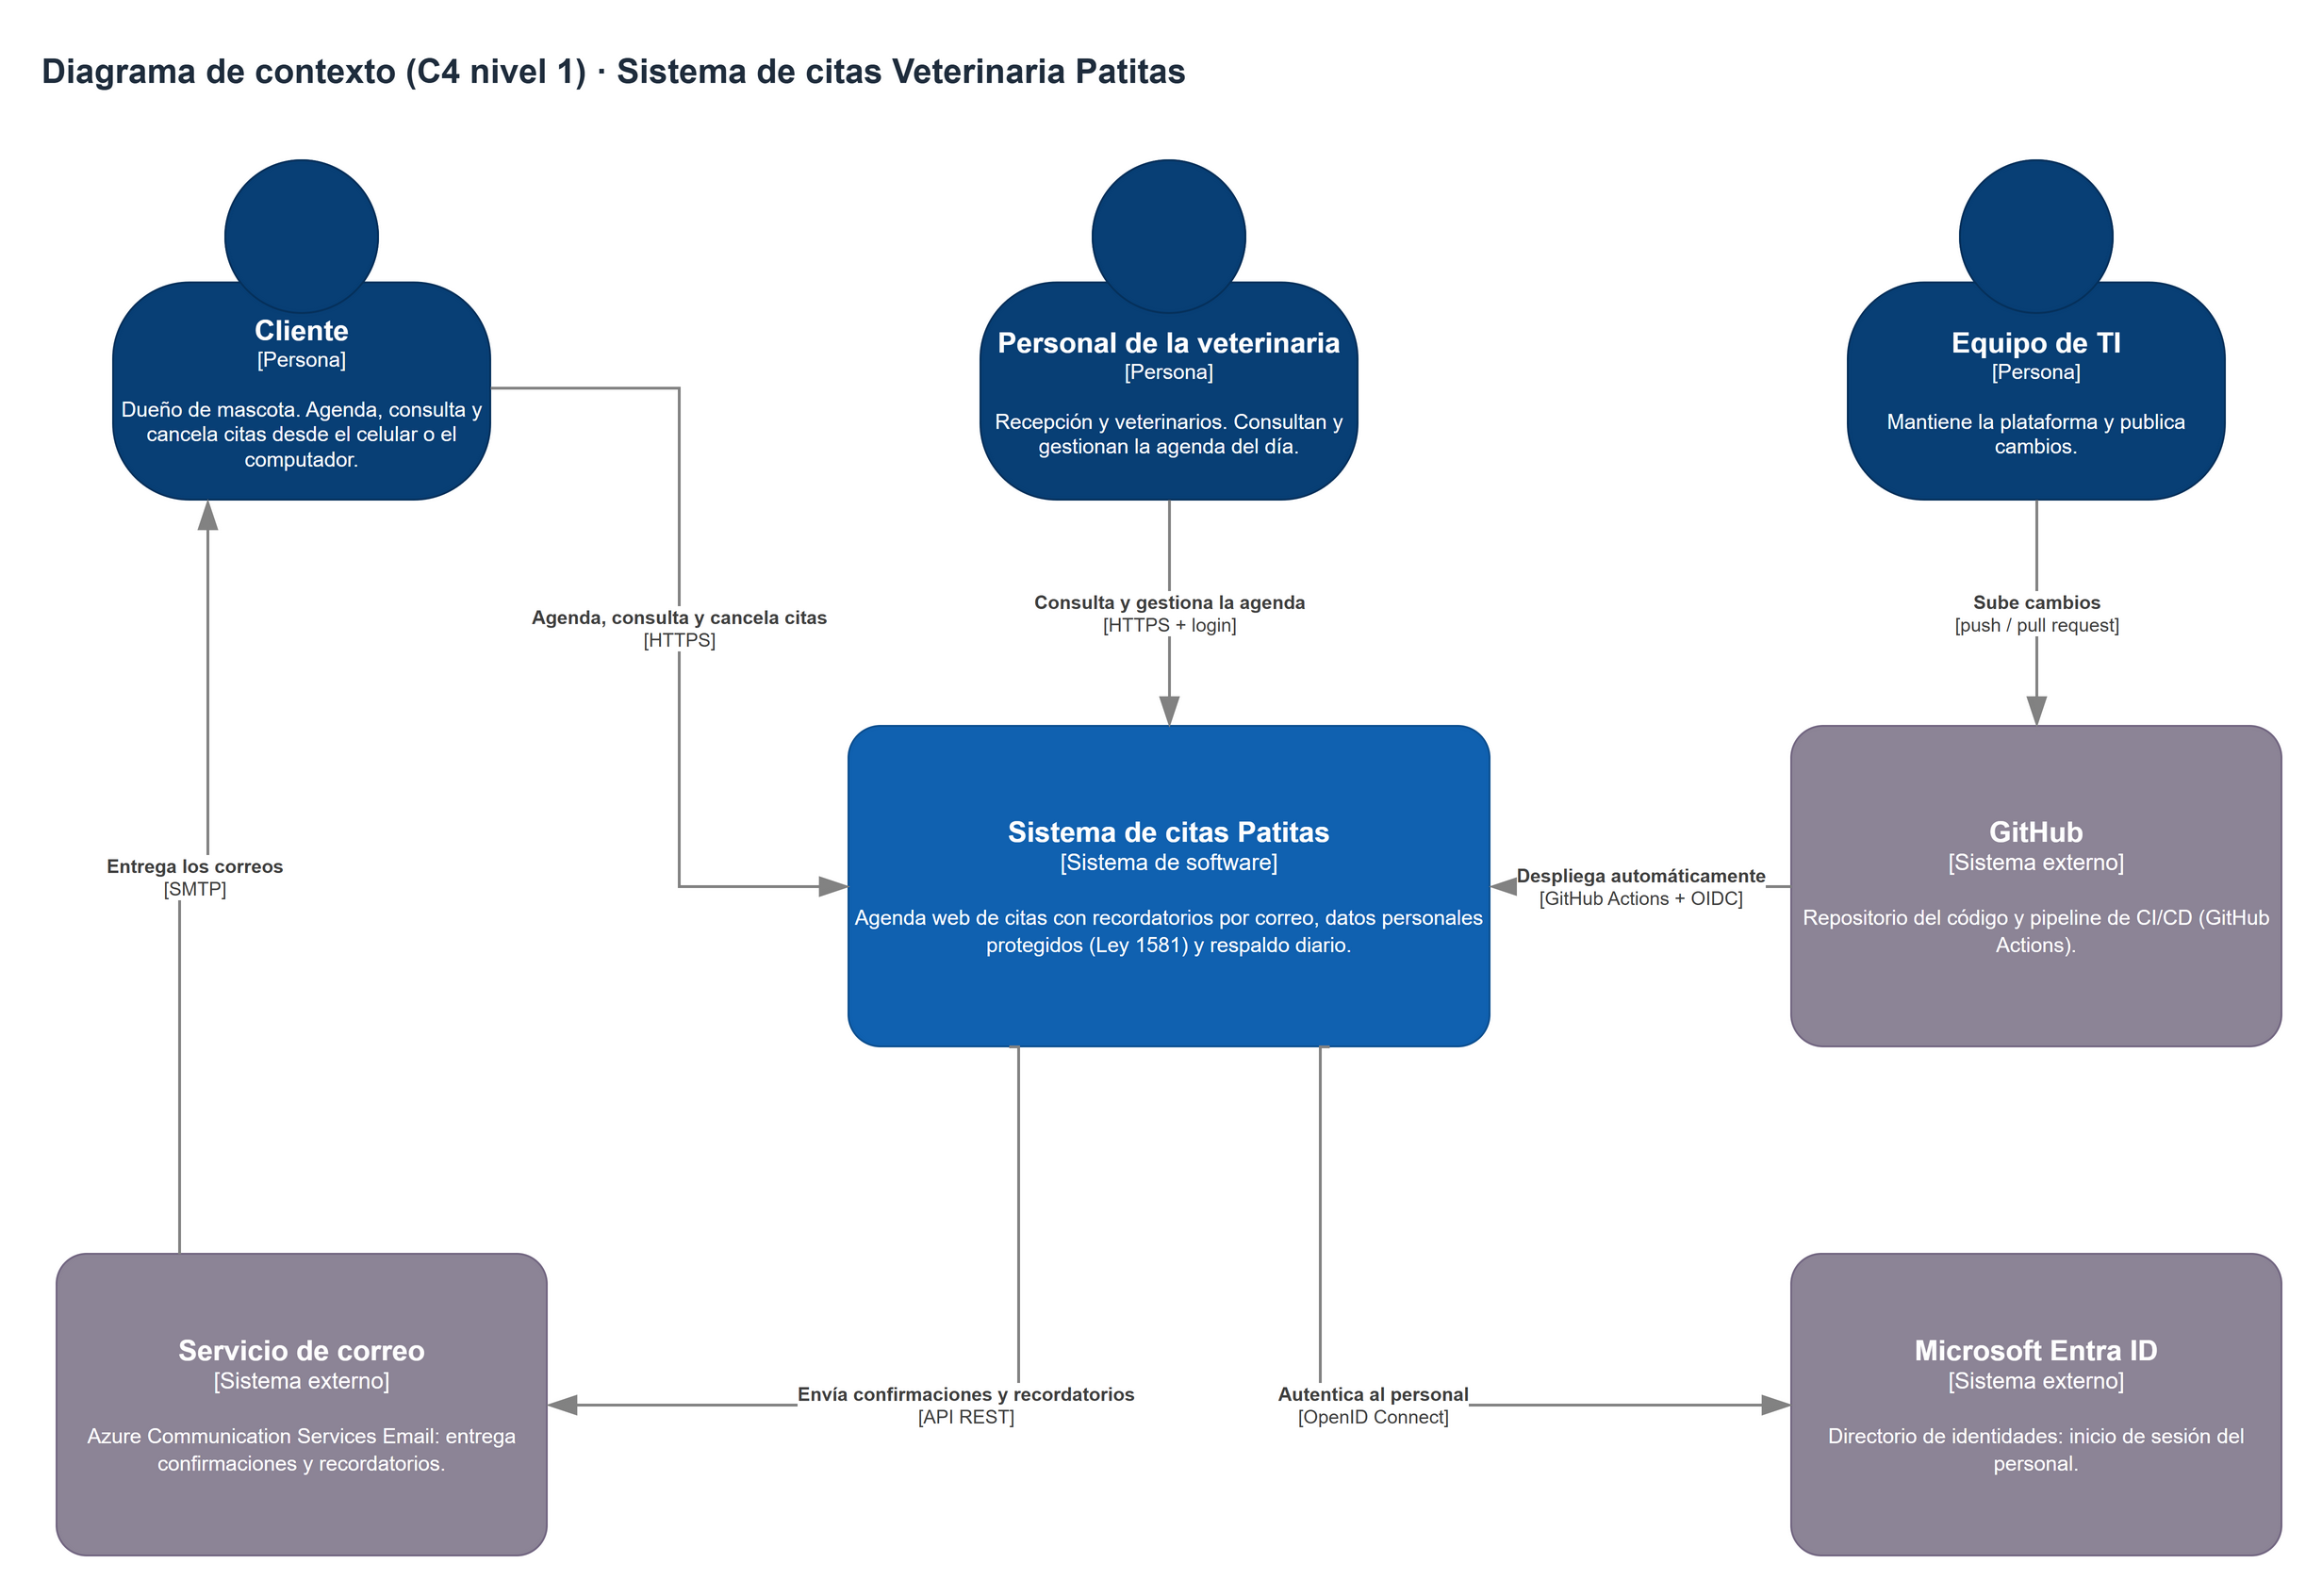 Diagrama de contexto (C4 nivel 1) · Sistema de citas Veterinaria Patitas
Cliente
[Persona]
Dueño de mascota. Agenda, consulta y
cancela citas desde el celular o el
computador.
Personal de la veterinaria
[Persona]
Recepción y veterinarios. Consultan y
gestionan la agenda del día.
Equipo de TI
[Persona]
Mantiene la plataforma y publica
cambios.
Agenda, consulta y cancela citas
[HTTPS]
Consulta y gestiona la agenda
[HTTPS + login]
Sube cambios
[push / pull request]
Entrega los correos
[SMTP]
Sistema de citas Patitas
[Sistema de software]
Agenda web de citas con recordatorios por correo, datos personales
protegidos (Ley 1581) y respaldo diario.
Despliega automáticamente
[GitHub Actions + OIDC]
GitHub
[Sistema externo]
Repositorio del código y pipeline de CI/CD (GitHub
Actions).
Servicio de correo
[Sistema externo]
Azure Communication Services Email: entrega
confirmaciones y recordatorios.
Envía confirmaciones y recordatorios
[API REST]
Autentica al personal
[OpenID Connect]
Microsoft Entra ID
[Sistema externo]
Directorio de identidades: inicio de sesión del
personal.